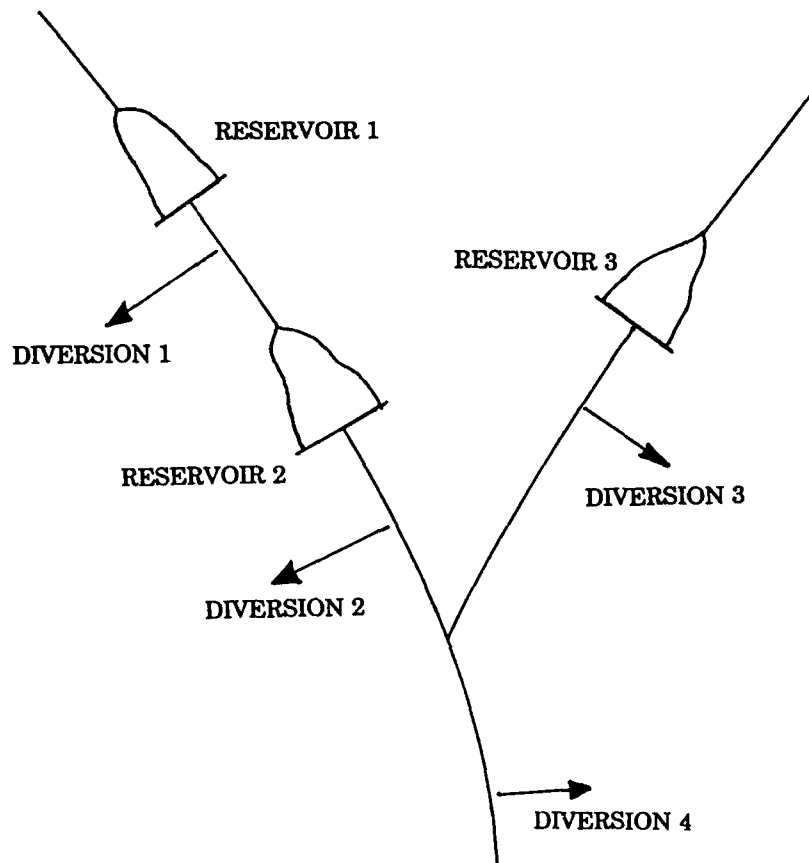 RESERVOIR 1
RESERVOIR 3
DIVERSION 1
RESERVOIR 2
DIVERSION 3
DIVERSION 2
DIVERSION 4